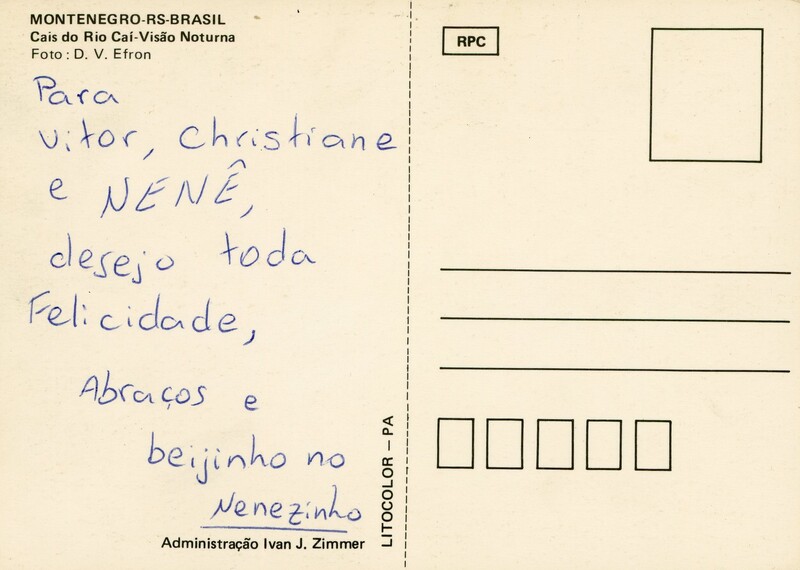 MONTENEGRO-RS-BRASIL
Cais do Rio Caí-Visão Noturna
Foto: D. V. Efron
Para
Vitor, Christiane
e NENÊ,
desejo toda
Felicidade,
Abraços e
beijinho no
Nenezinho
Administração Ivan J. Zimmer
LITOCOLOR — PA
RPC